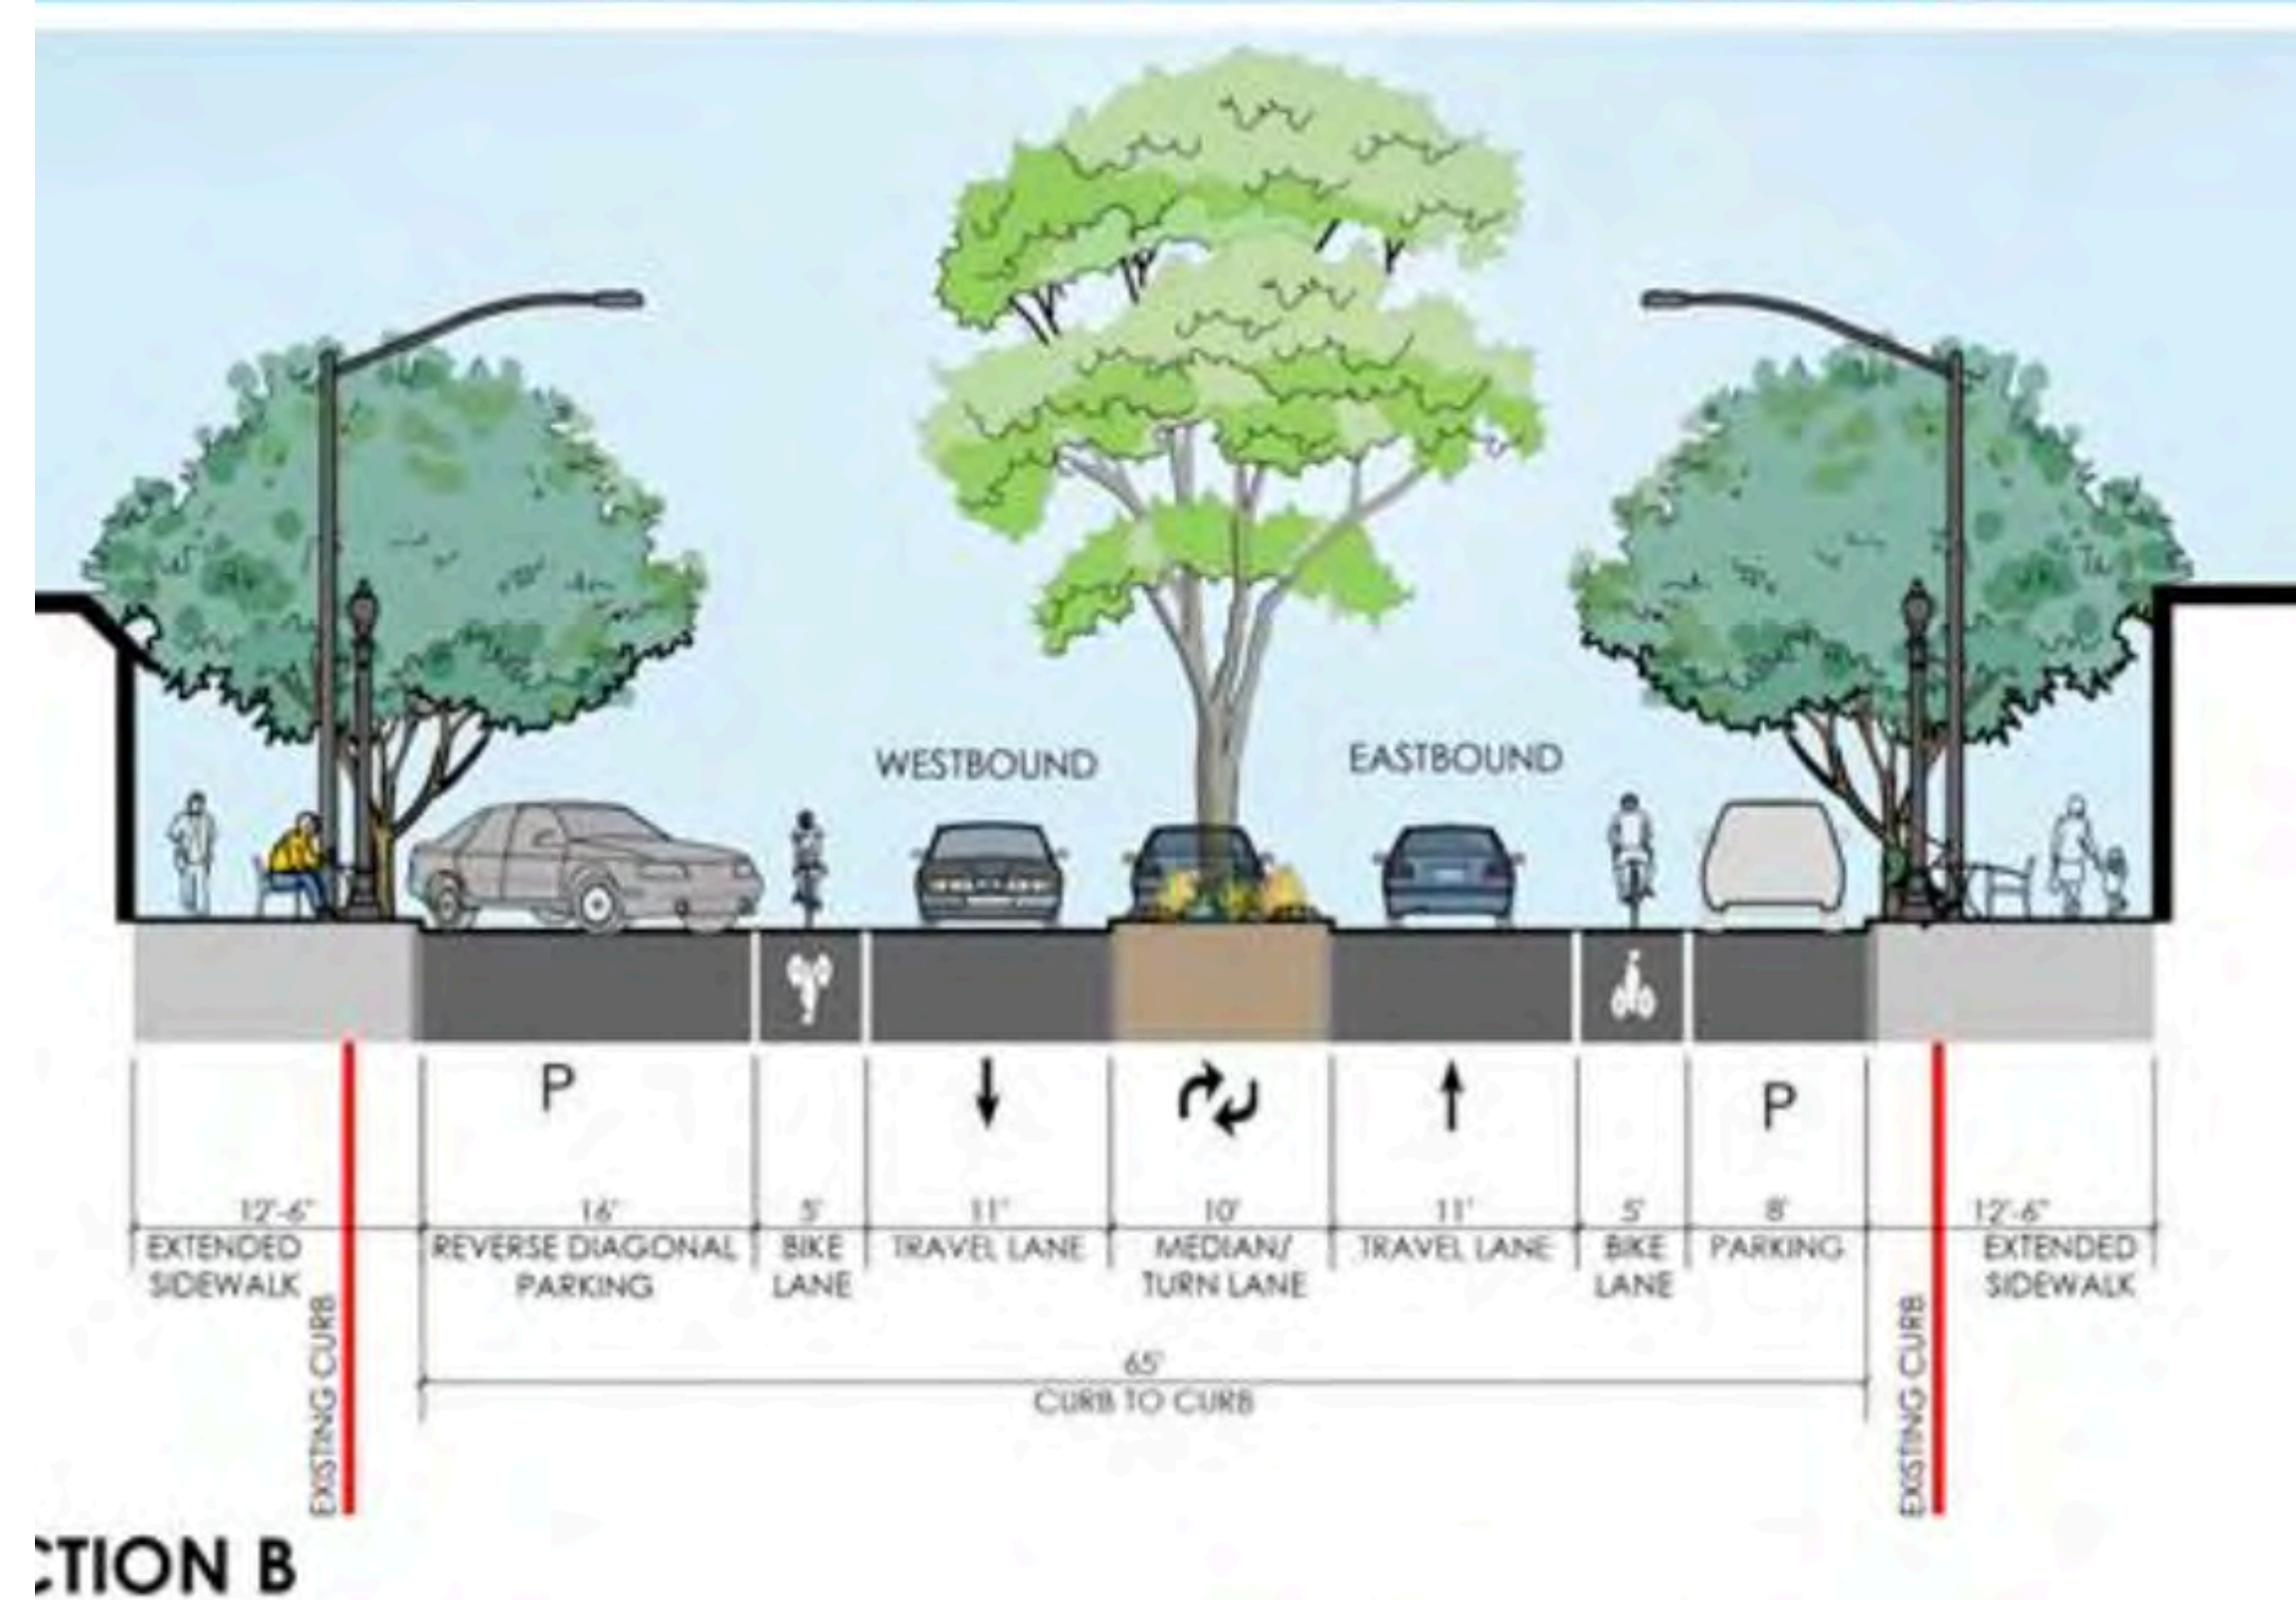 WESTBOUND
EASTBOUND
P
P
12'-6"
16'
5'
11'
10'
11'
5'
8'
12'-6"
EXTENDED
SIDEWALK
REVERSE DIAGONAL
PARKING
BIKE
LANE
TRAVEL LANE
MEDIAN/
TURN LANE
TRAVEL LANE
BIKE
LANE
PARKING
EXTENDED
SIDEWALK
EXISTING CURB
EXISTING CURB
65'
CURB TO CURB
CTION B